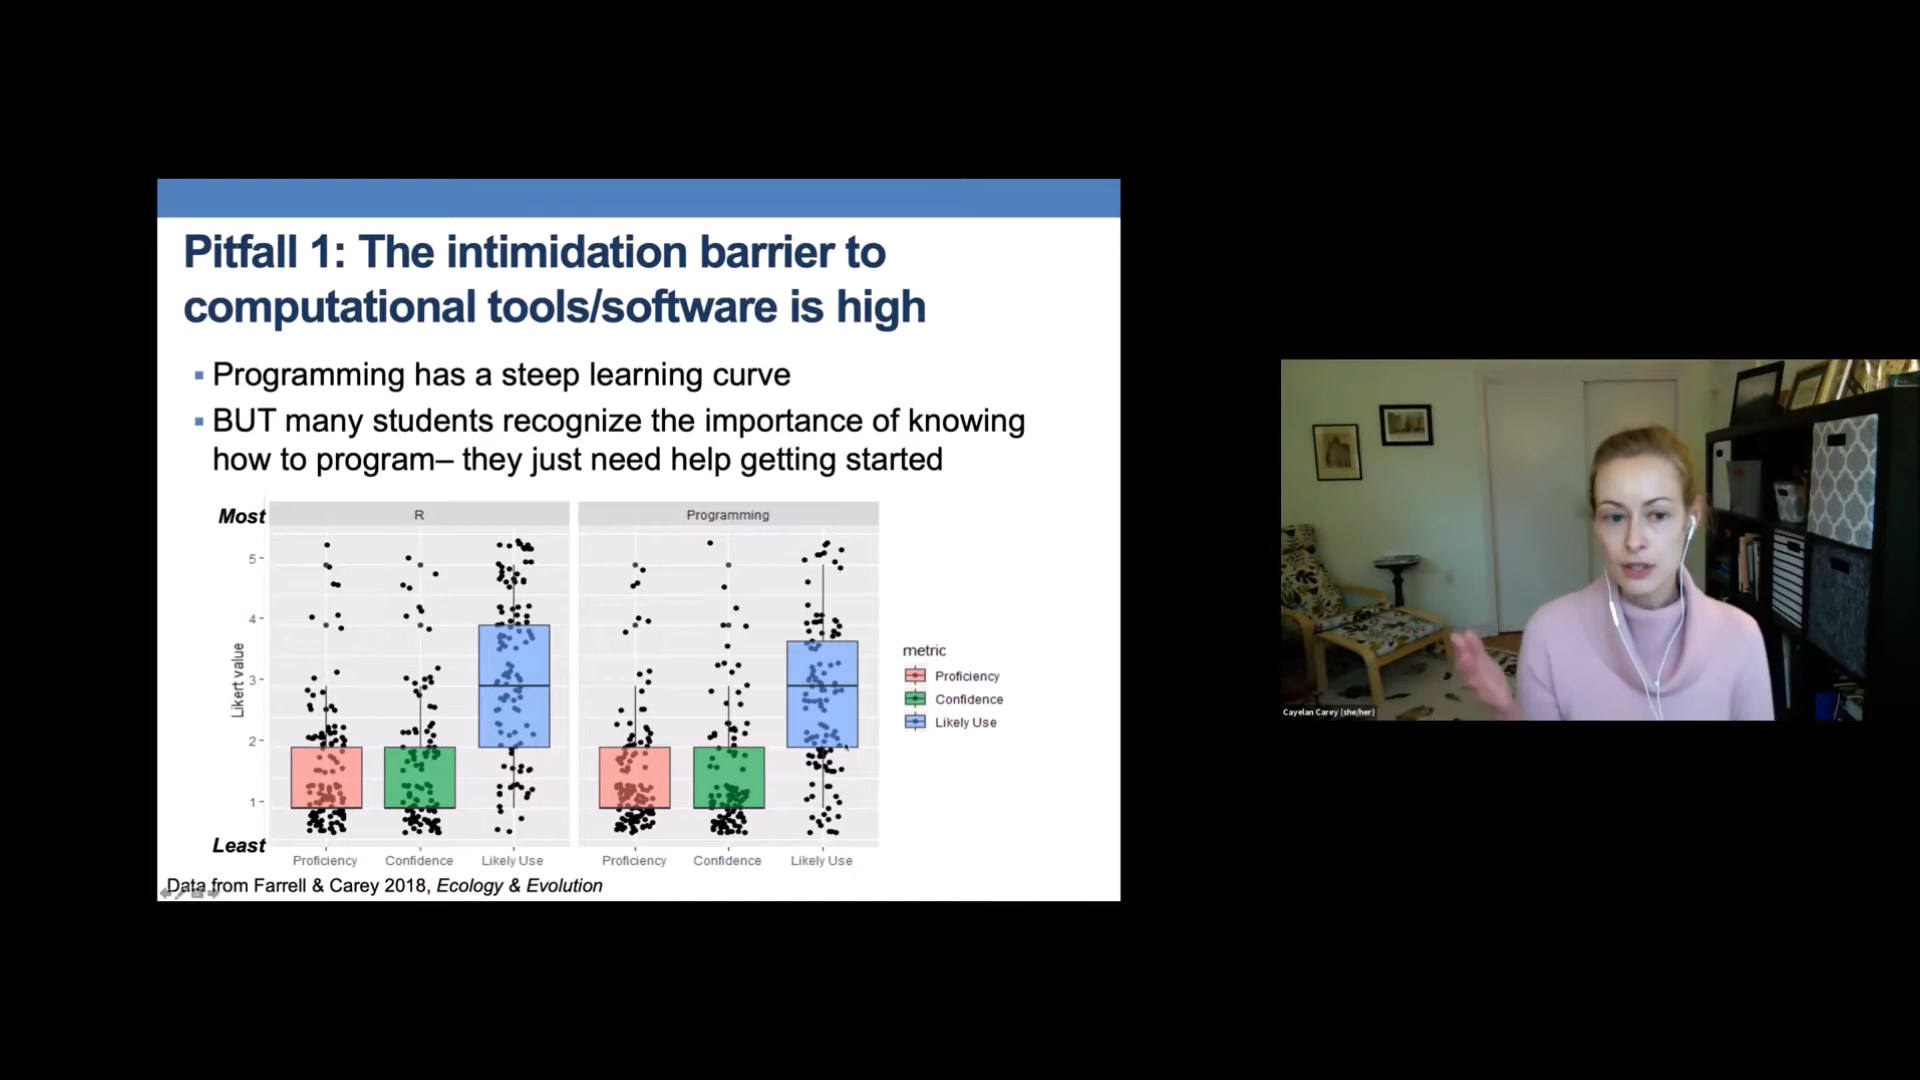 Pitfall 1: The intimidation barrier to
computational tools/software is high
Programming has a steep learning curve
BUT many students recognize the importance of knowing
how to program– they just need help getting started
Most
R
Programming
5
4
3
2
1
Likert value
Least
Proficiency
Confidence
Likely Use
Proficiency
Confidence
Likely Use
metric
Proficiency
Confidence
Likely Use
Data from Farrell & Carey 2018, Ecology & Evolution
Cayelan Carey (she/her)